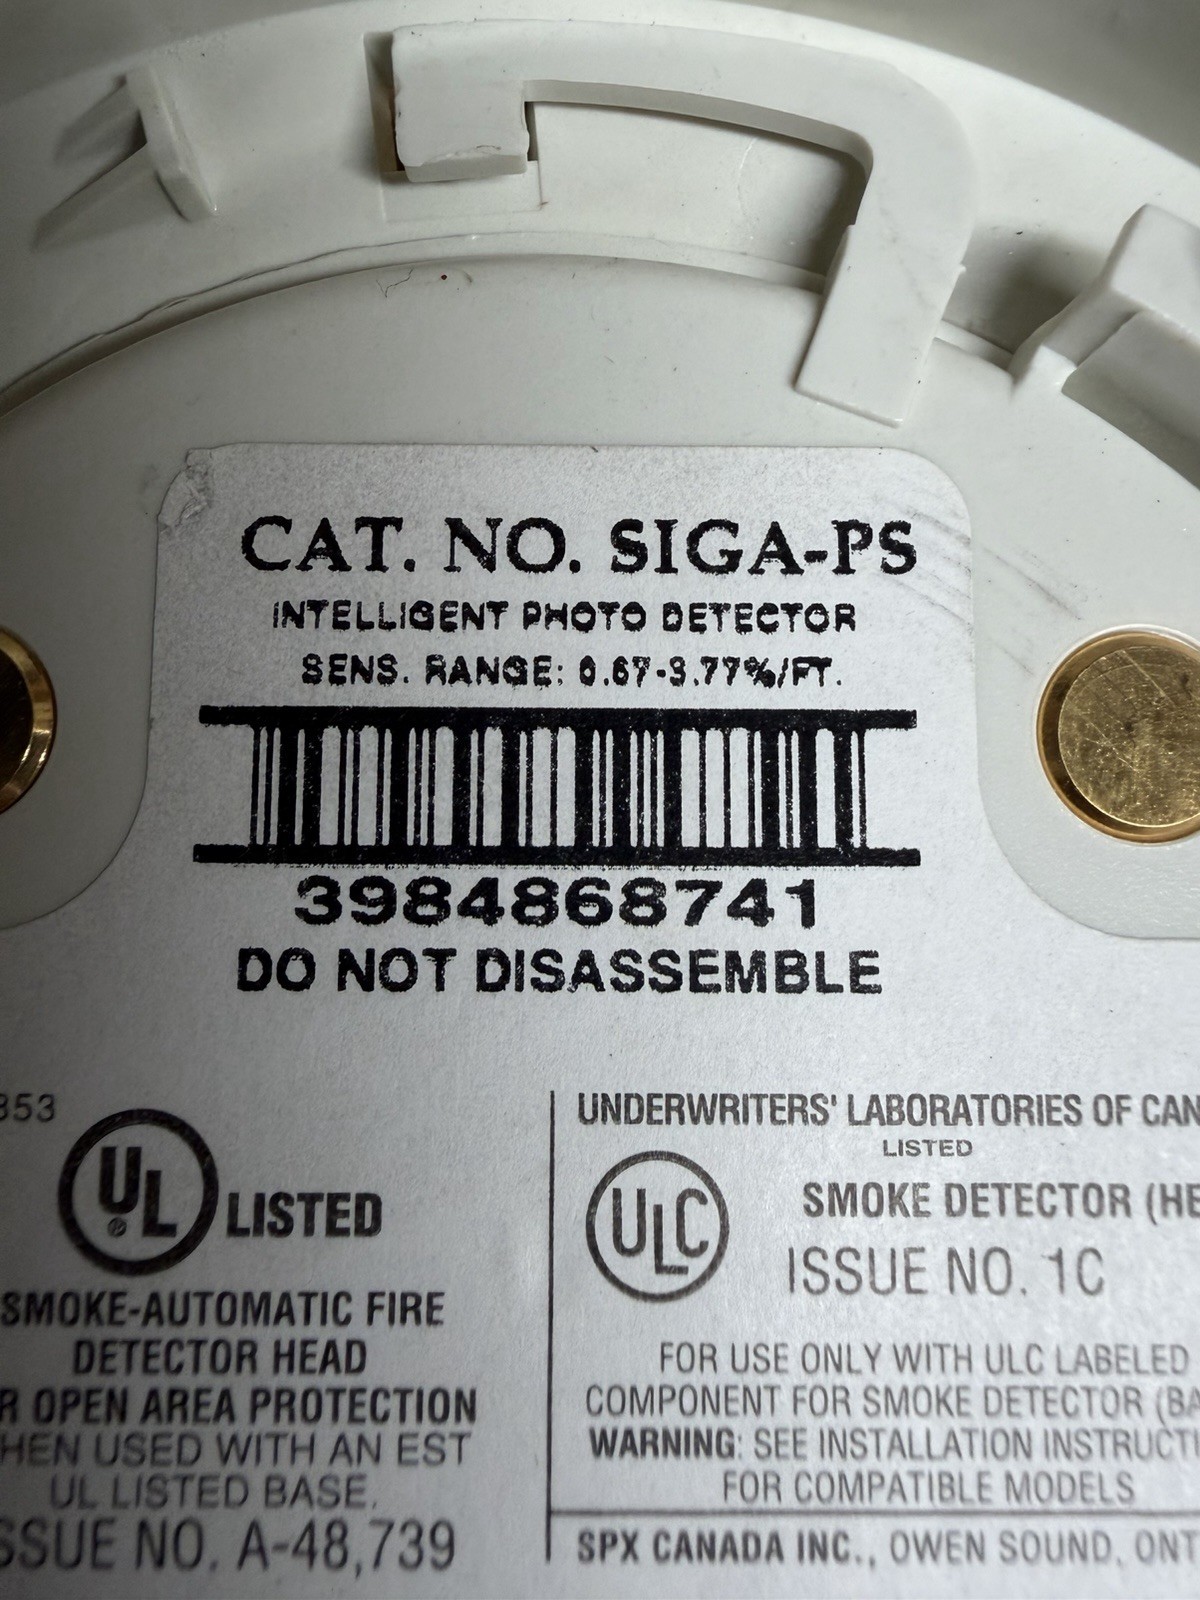 CAT. NO. SIGA-PS
INTELLIGENT PHOTO DETECTOR
SENS. RANGE: 0.67-3.77%/FT.
3984868741
DO NOT DISASSEMBLE
853
UL ®
LISTED
SMOKE-AUTOMATIC FIRE
DETECTOR HEAD
R OPEN AREA PROTECTION
HEN USED WITH AN EST
UL LISTED BASE.
SSUE NO. A-48,739
UNDERWRITERS' LABORATORIES OF CAN
LISTED
ULC
SMOKE DETECTOR (HE
ISSUE NO. 1C
FOR USE ONLY WITH ULC LABELED
COMPONENT FOR SMOKE DETECTOR (BA
WARNING: SEE INSTALLATION INSTRUCTI
FOR COMPATIBLE MODELS
SPX CANADA INC., OWEN SOUND, ONT